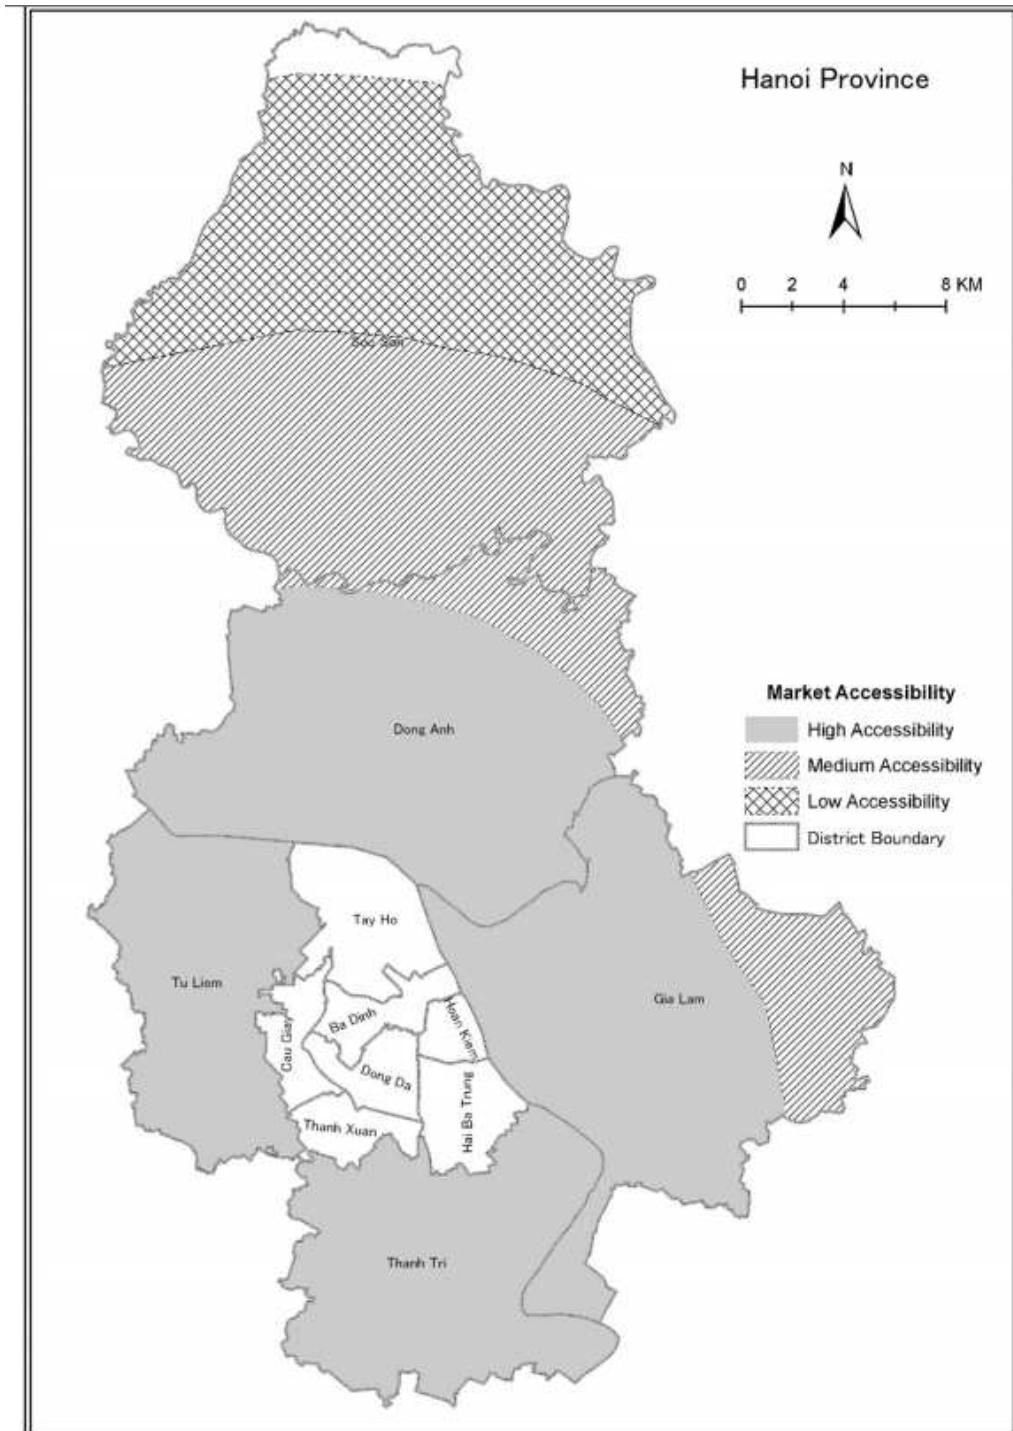 Hanoi Province
N
0 2 4 8 KM
Soc Son
Market Accessibility
High Accessibility
Medium Accessibility
Low Accessibility
District Boundary
Dong Anh
Tay Ho
Tu Liem
Gia Lam
Hoan Kiem
Ba Dinh
Cau Giay
Dong Da
Hai Ba Trung
Thanh Xuan
Thanh Tri